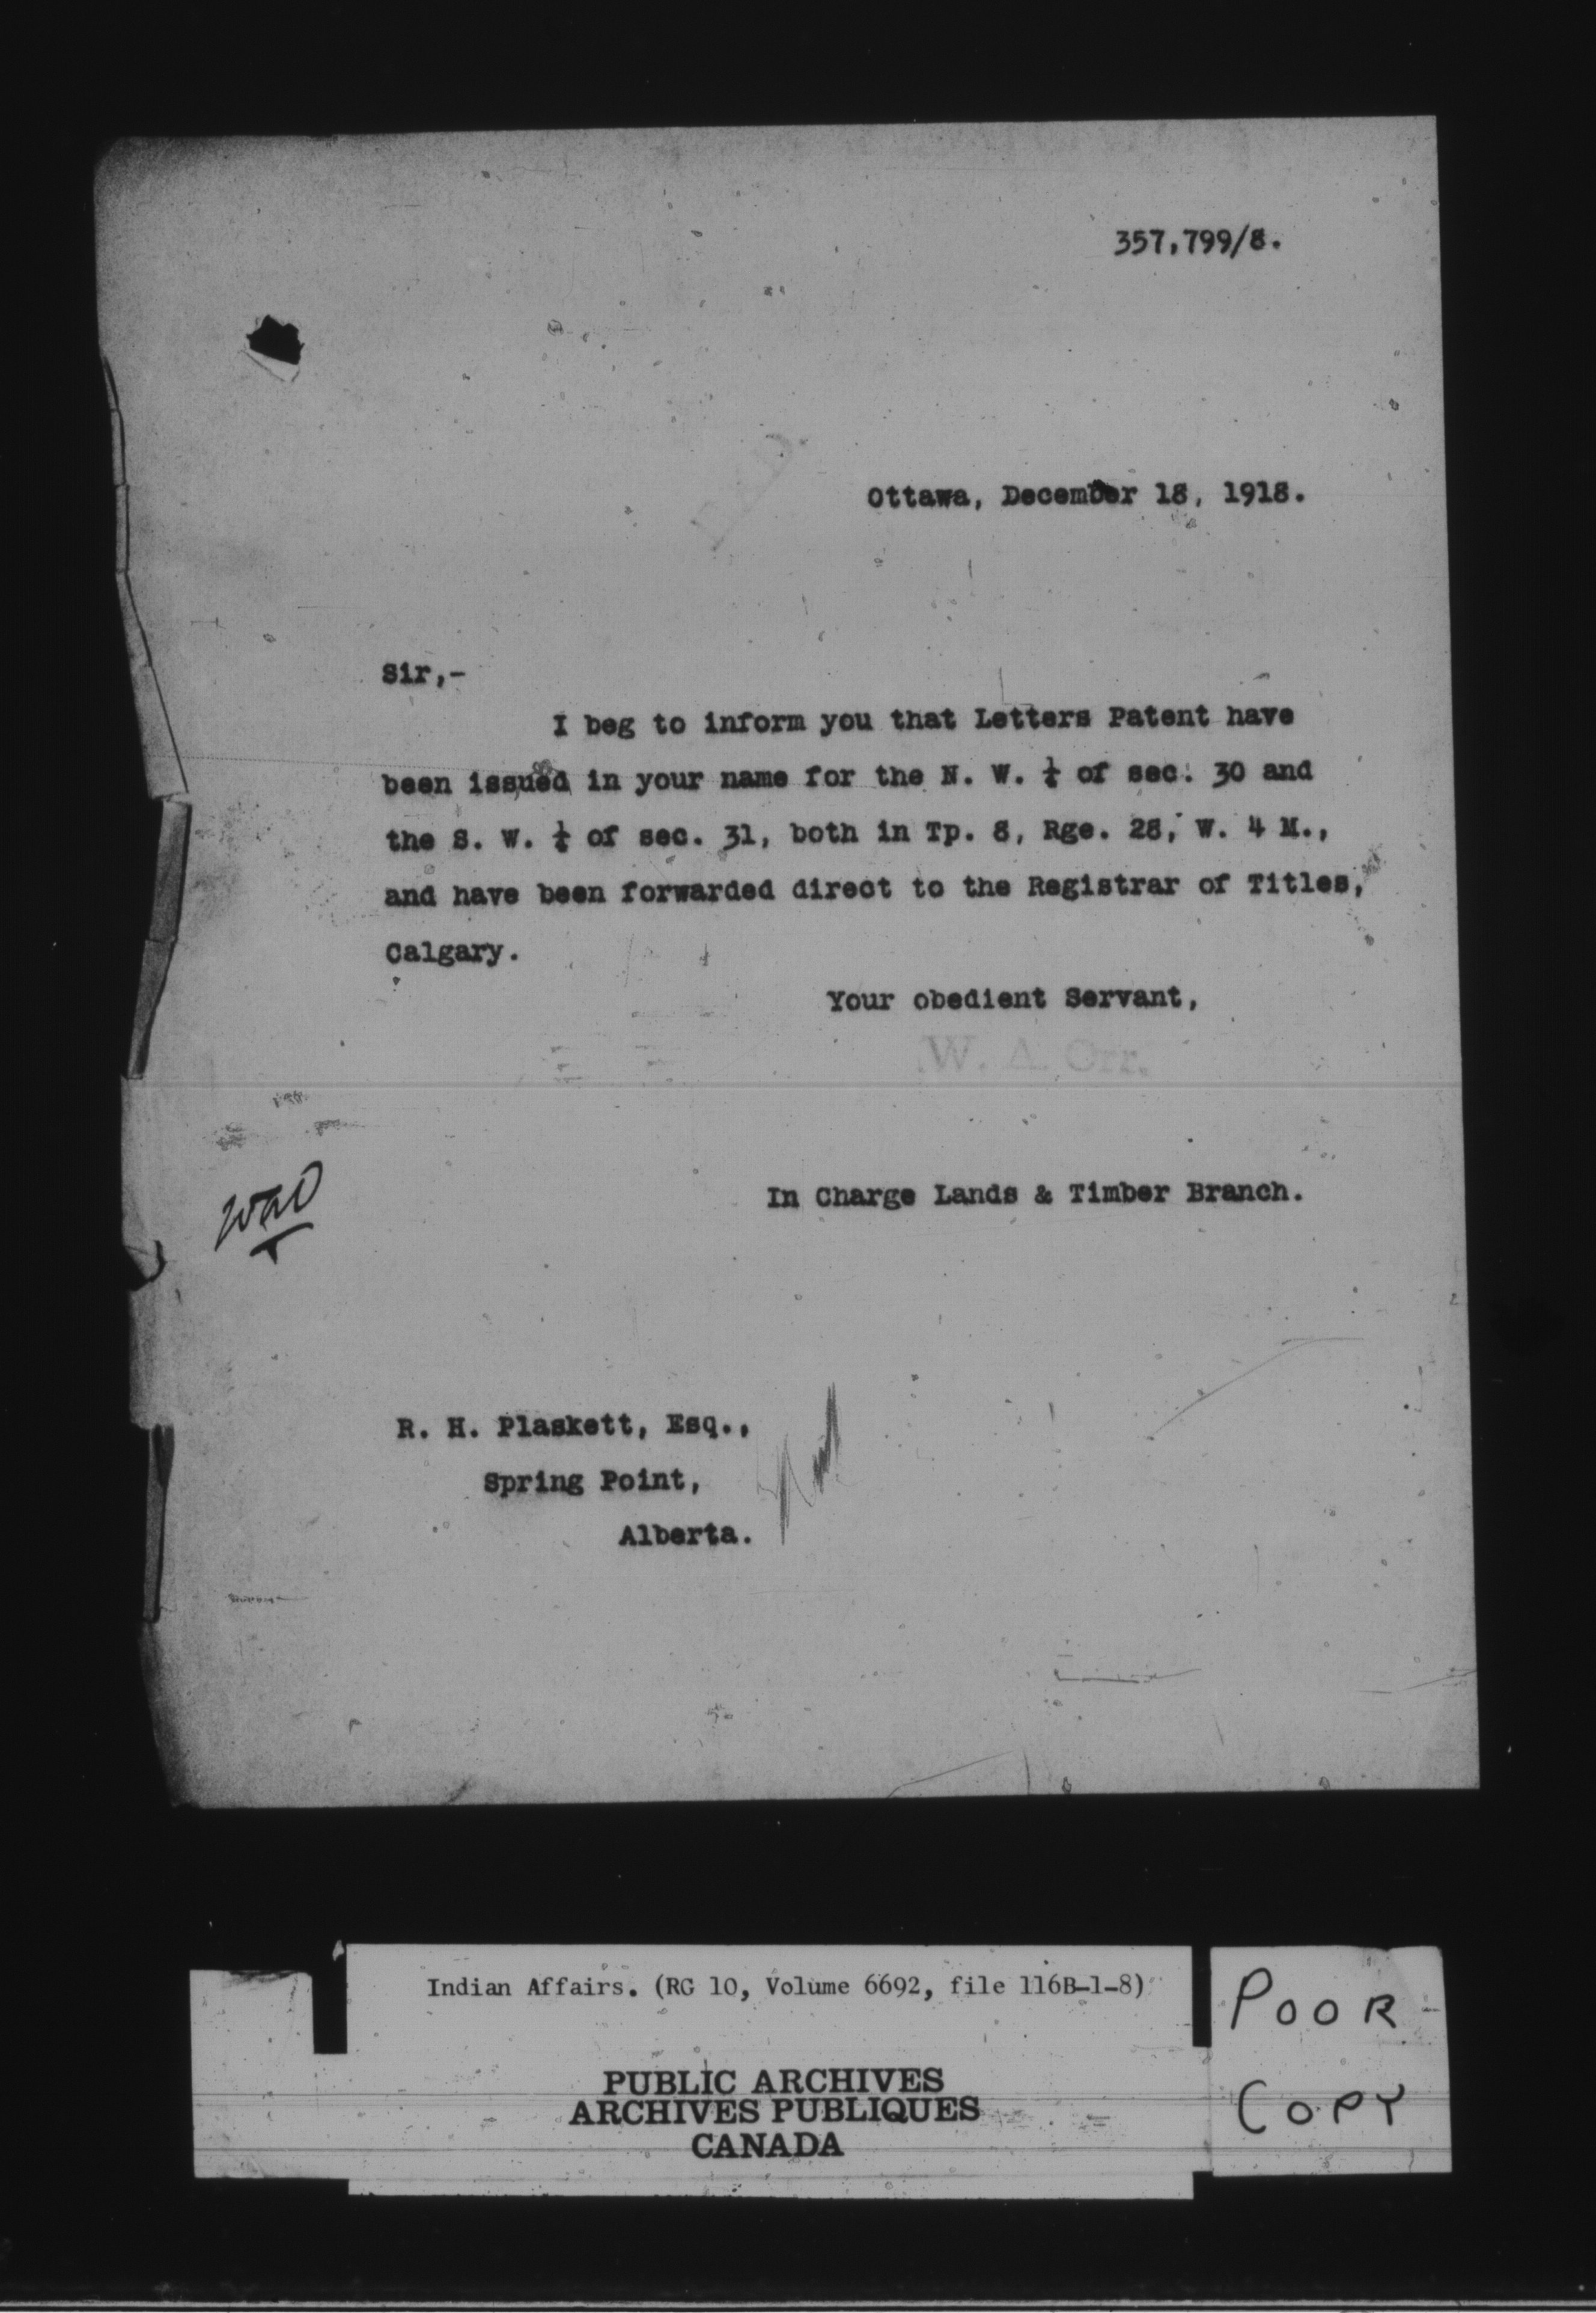 357,799/8.
Ottawa, December 18, 1918.
Sir,-
I beg to inform you that Letters Patent have
been issued in your name for the N. W. ¼ of sec. 30 and
the S. W. ¼ of sec. 31, both in Tp. 8, Rge. 28, W. 4 M.,
and have been forwarded direct to the Registrar of Titles,
Calgary.
Your obedient Servant,
W. A. Orr.
In Charge Lands & Timber Branch.
WAO
R. H. Plaskett, Esq.,
Spring Point,
Alberta.
Indian Affairs. (RG 10, Volume 6692, file 116B-1-8)
PUBLIC ARCHIVES
ARCHIVES PUBLIQUES
CANADA
POOR
COPY